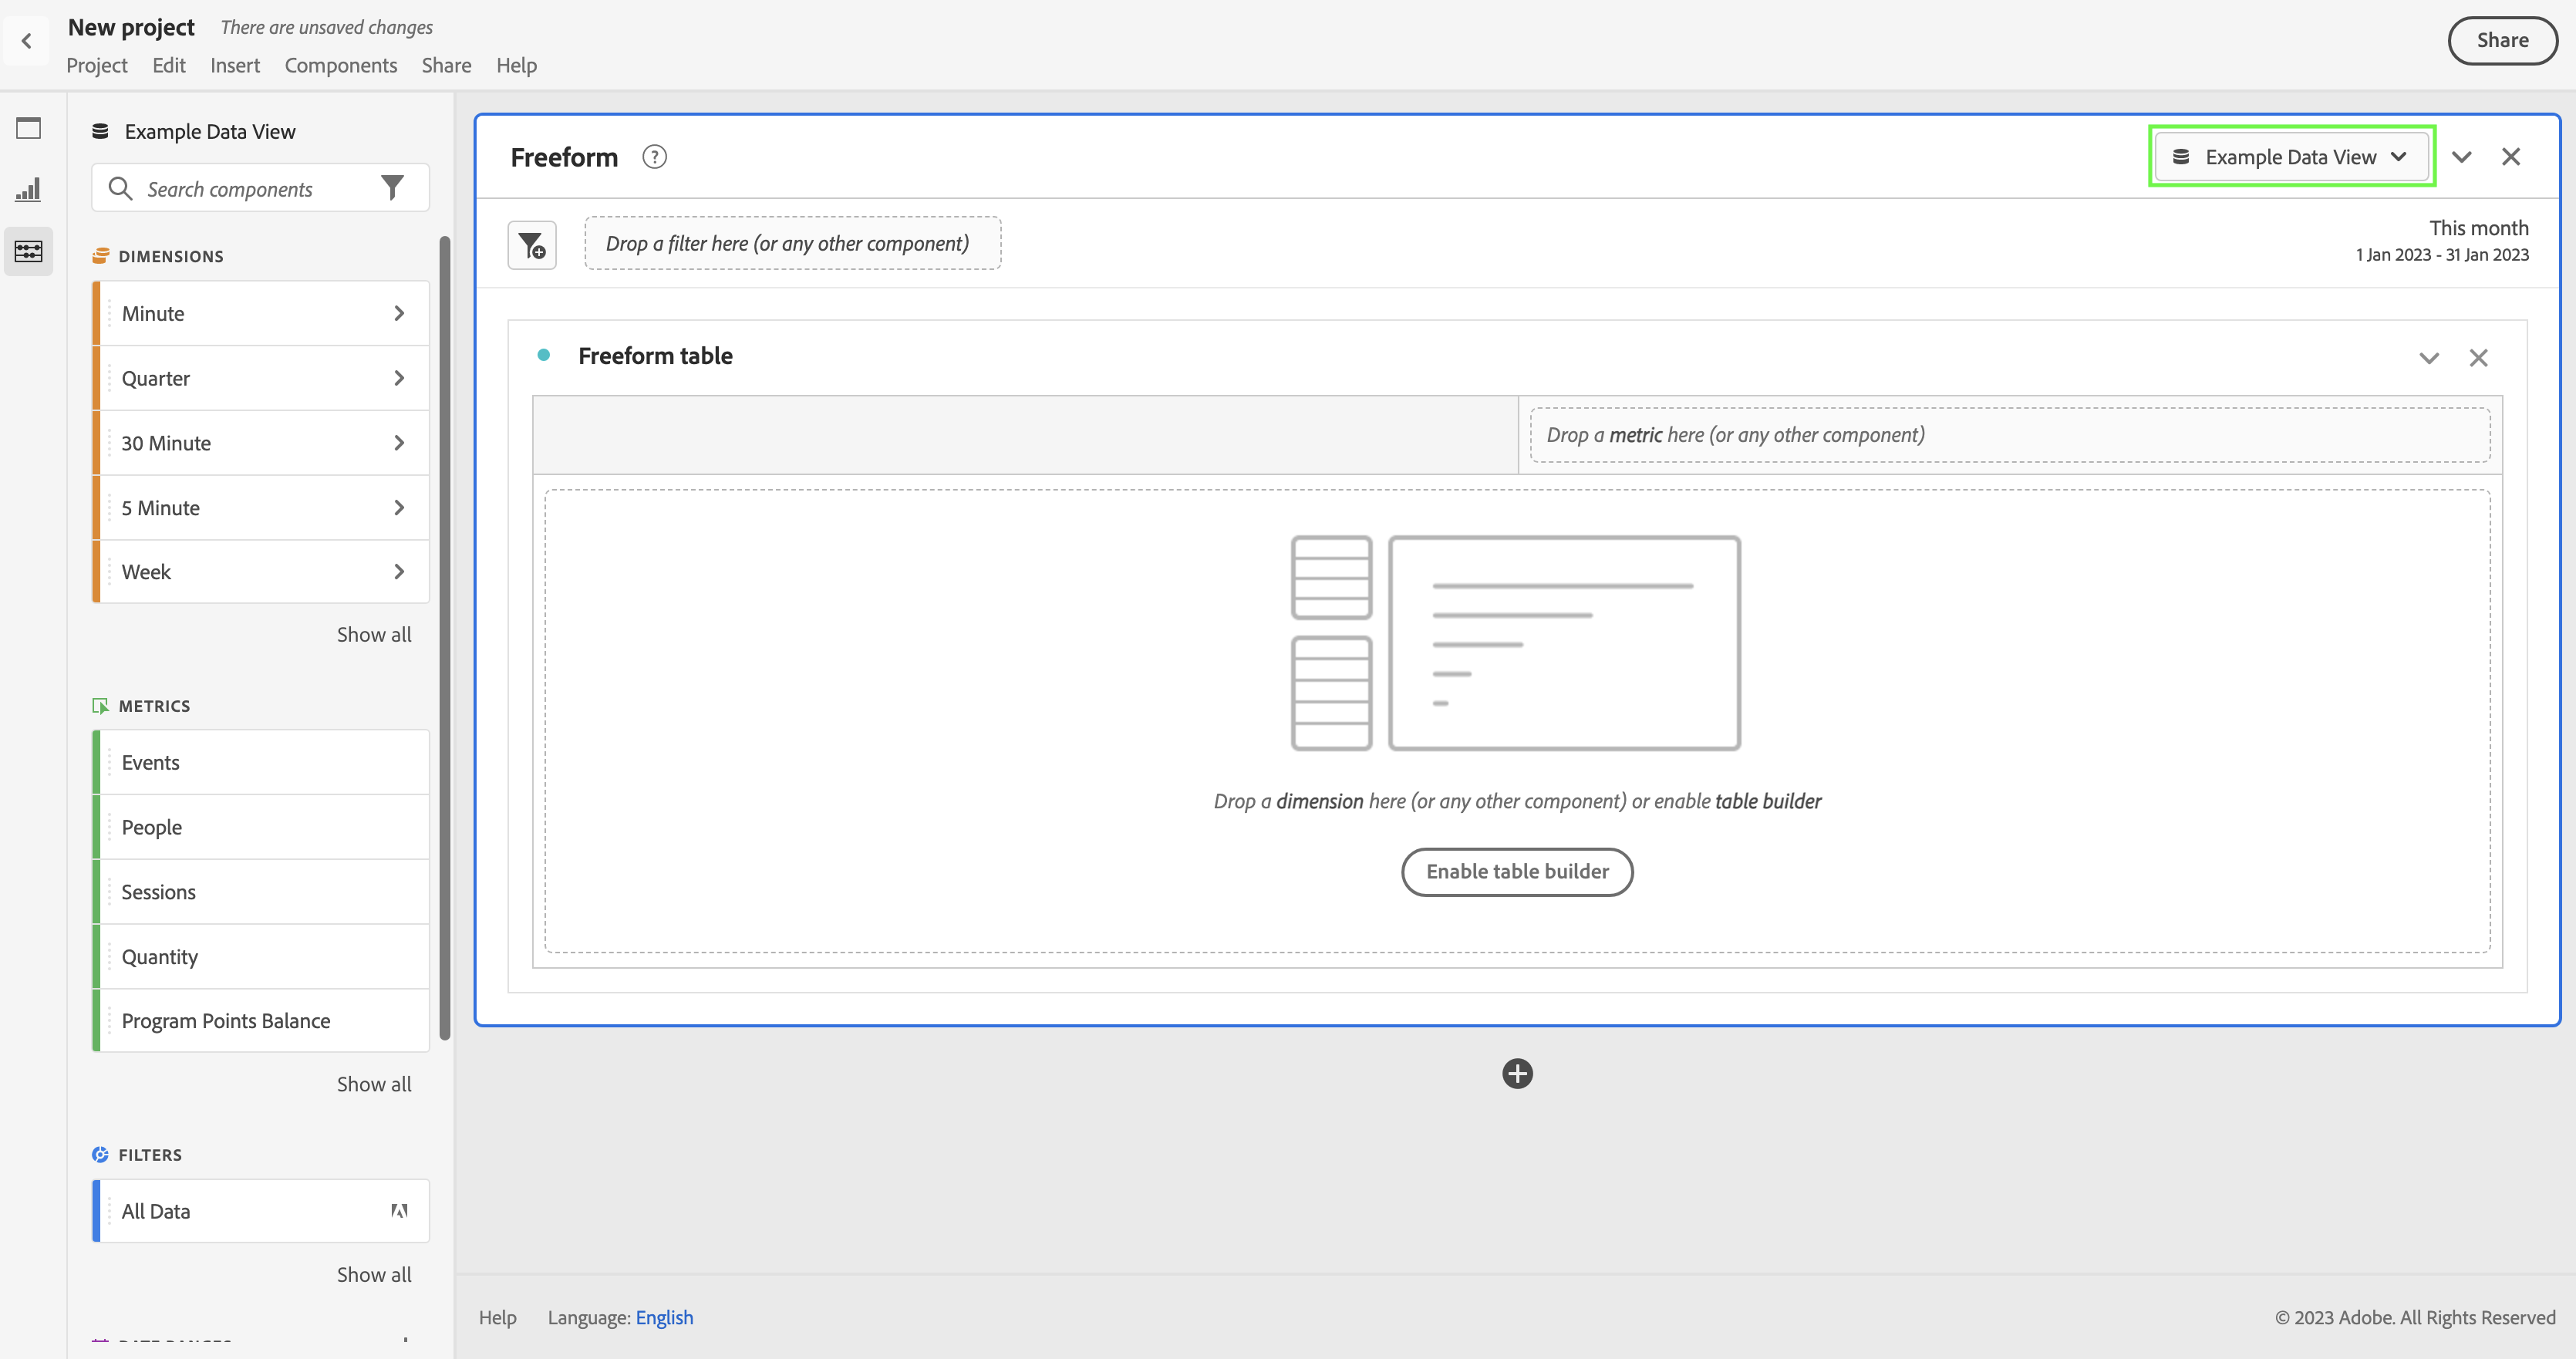 New project There are unsaved changes
Project Edit Insert Components Share Help
Share
Example Data View
Search components
DIMENSIONS
Minute
Quarter
30 Minute
5 Minute
Week
Show all
METRICS
Events
People
Sessions
Quantity
Program Points Balance
Show all
FILTERS
All Data
Show all
Freeform ?
Example Data View
Drop a filter here (or any other component)
This month
1 Jan 2023 - 31 Jan 2023
Freeform table
Drop a metric here (or any other component)
Drop a dimension here (or any other component) or enable table builder
Enable table builder
Help Language: English
© 2023 Adobe. All Rights Reserved